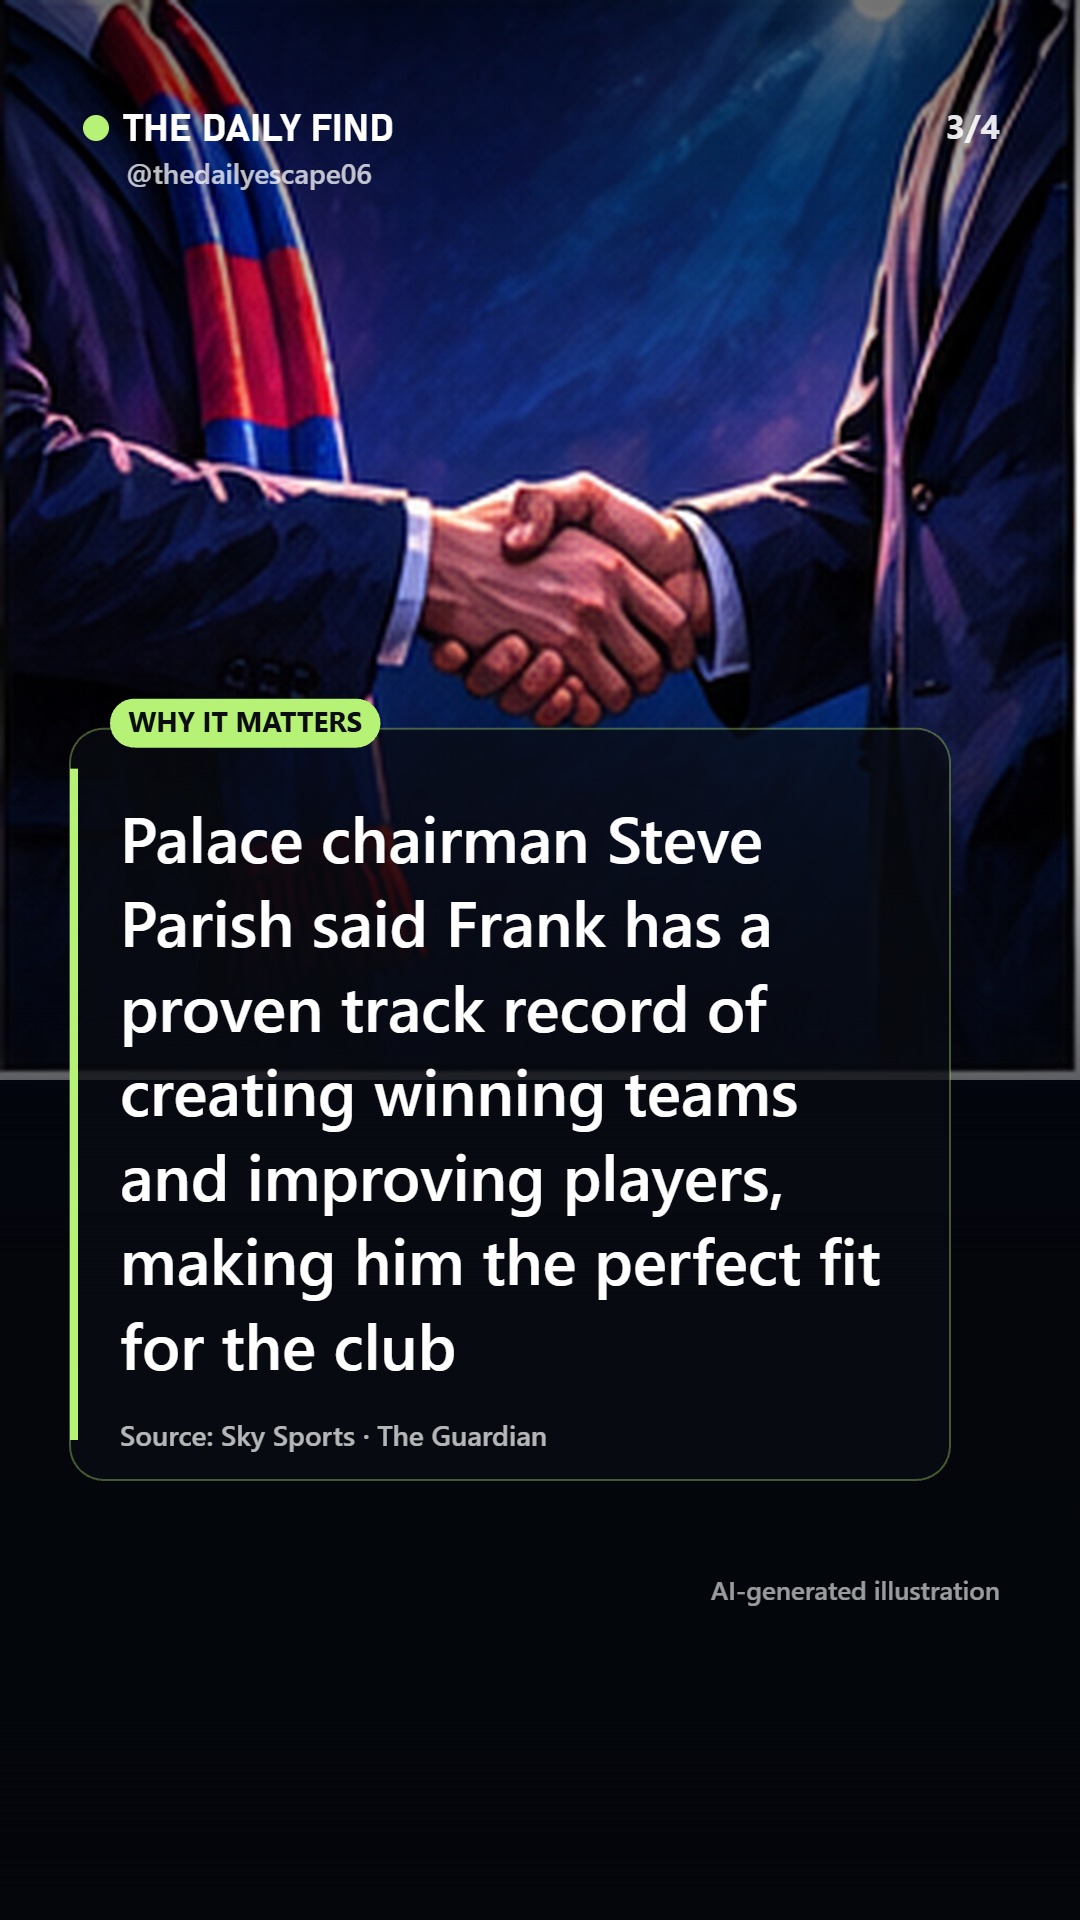 THE DAILY FIND
3/4
@thedailyescape06
WHY IT MATTERS
Palace chairman Steve
Parish said Frank has a
proven track record of
creating winning teams
and improving players,
making him the perfect fit
for the club
Source: Sky Sports · The Guardian
AI-generated illustration